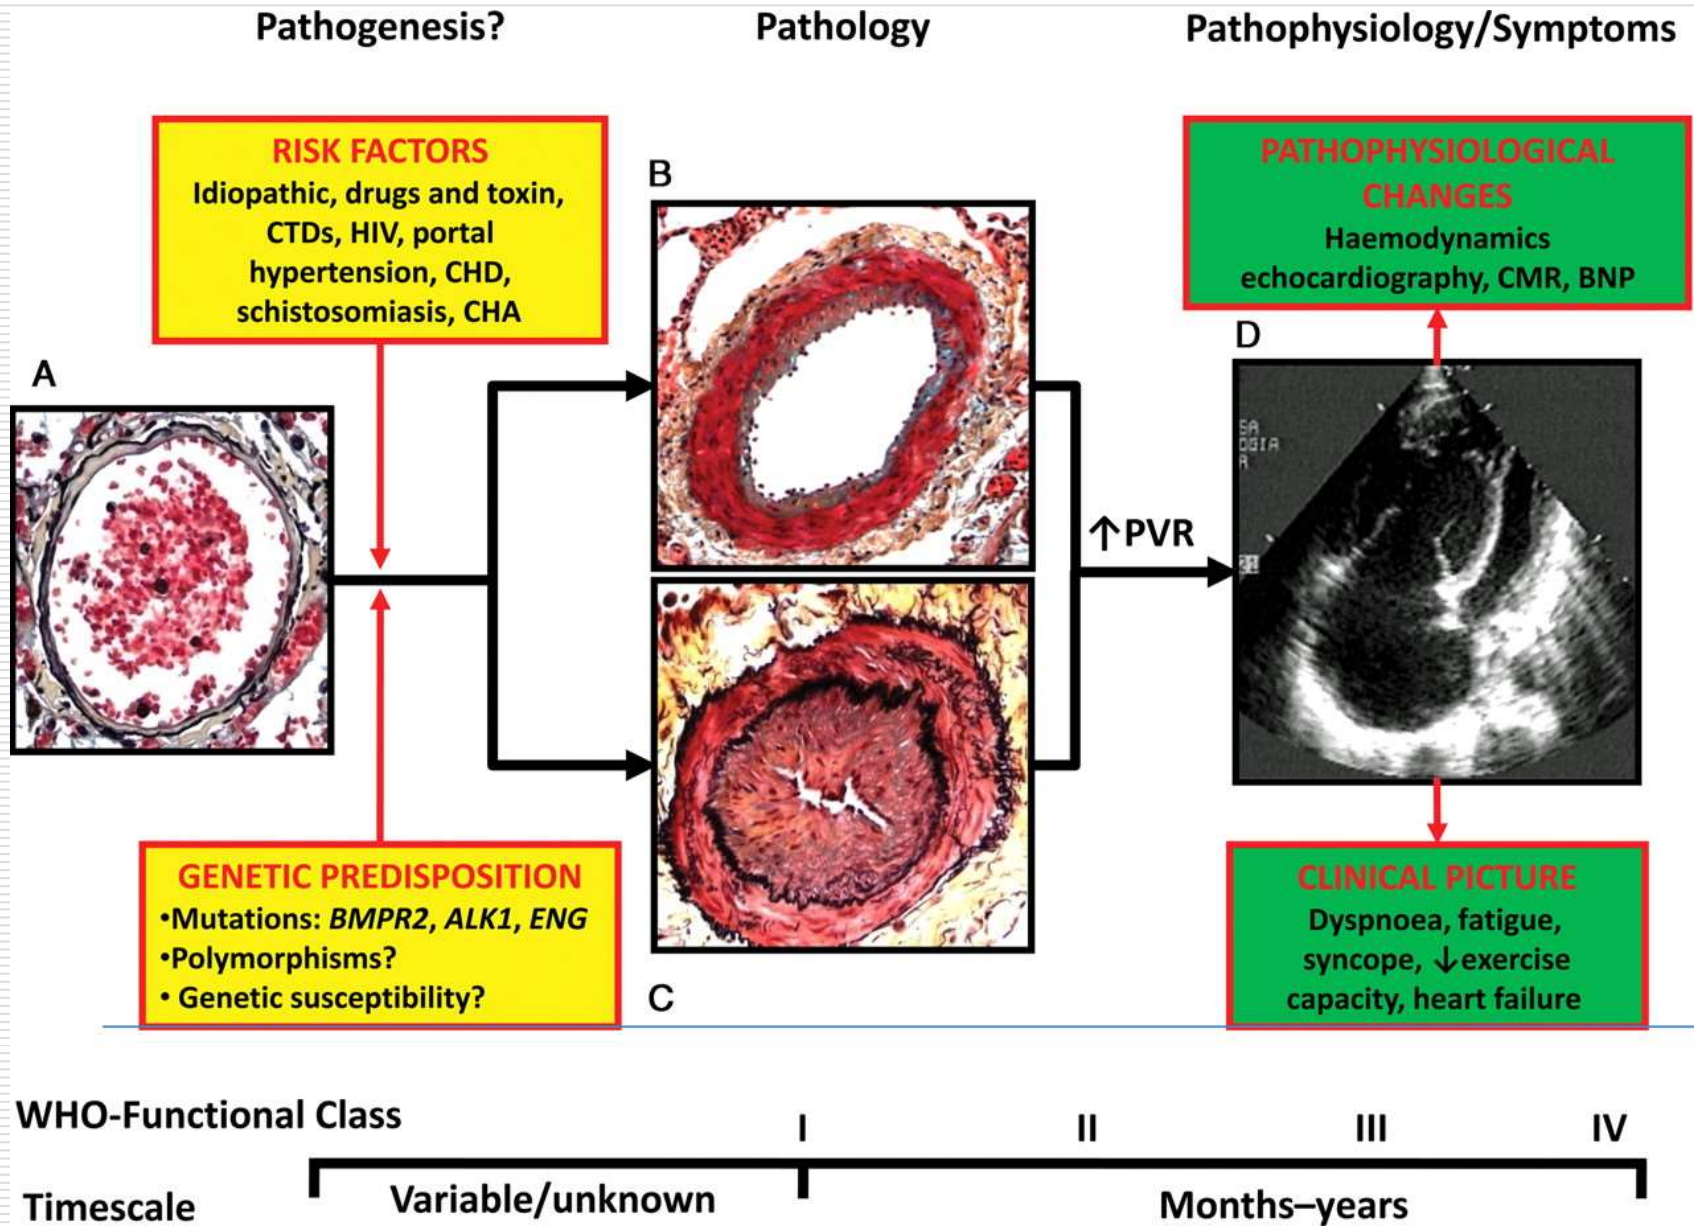 Pathogenesis?
Pathology
Pathophysiology/Symptoms
RISK FACTORS
Idiopathic, drugs and toxin,
CTDs, HIV, portal
hypertension, CHD,
schistosomiasis, CHA
A
B
PATHOPHYSIOLOGICAL
CHANGES
Haemodynamics
echocardiography, CMR, BNP
D
↑PVR
GENETIC PREDISPOSITION
•Mutations: BMPR2, ALK1, ENG
•Polymorphisms?
• Genetic susceptibility?
C
CLINICAL PICTURE
Dyspnoea, fatigue,
syncope, ↓exercise
capacity, heart failure
WHO-Functional Class
I II III IV
Timescale
Variable/unknown
Months–years